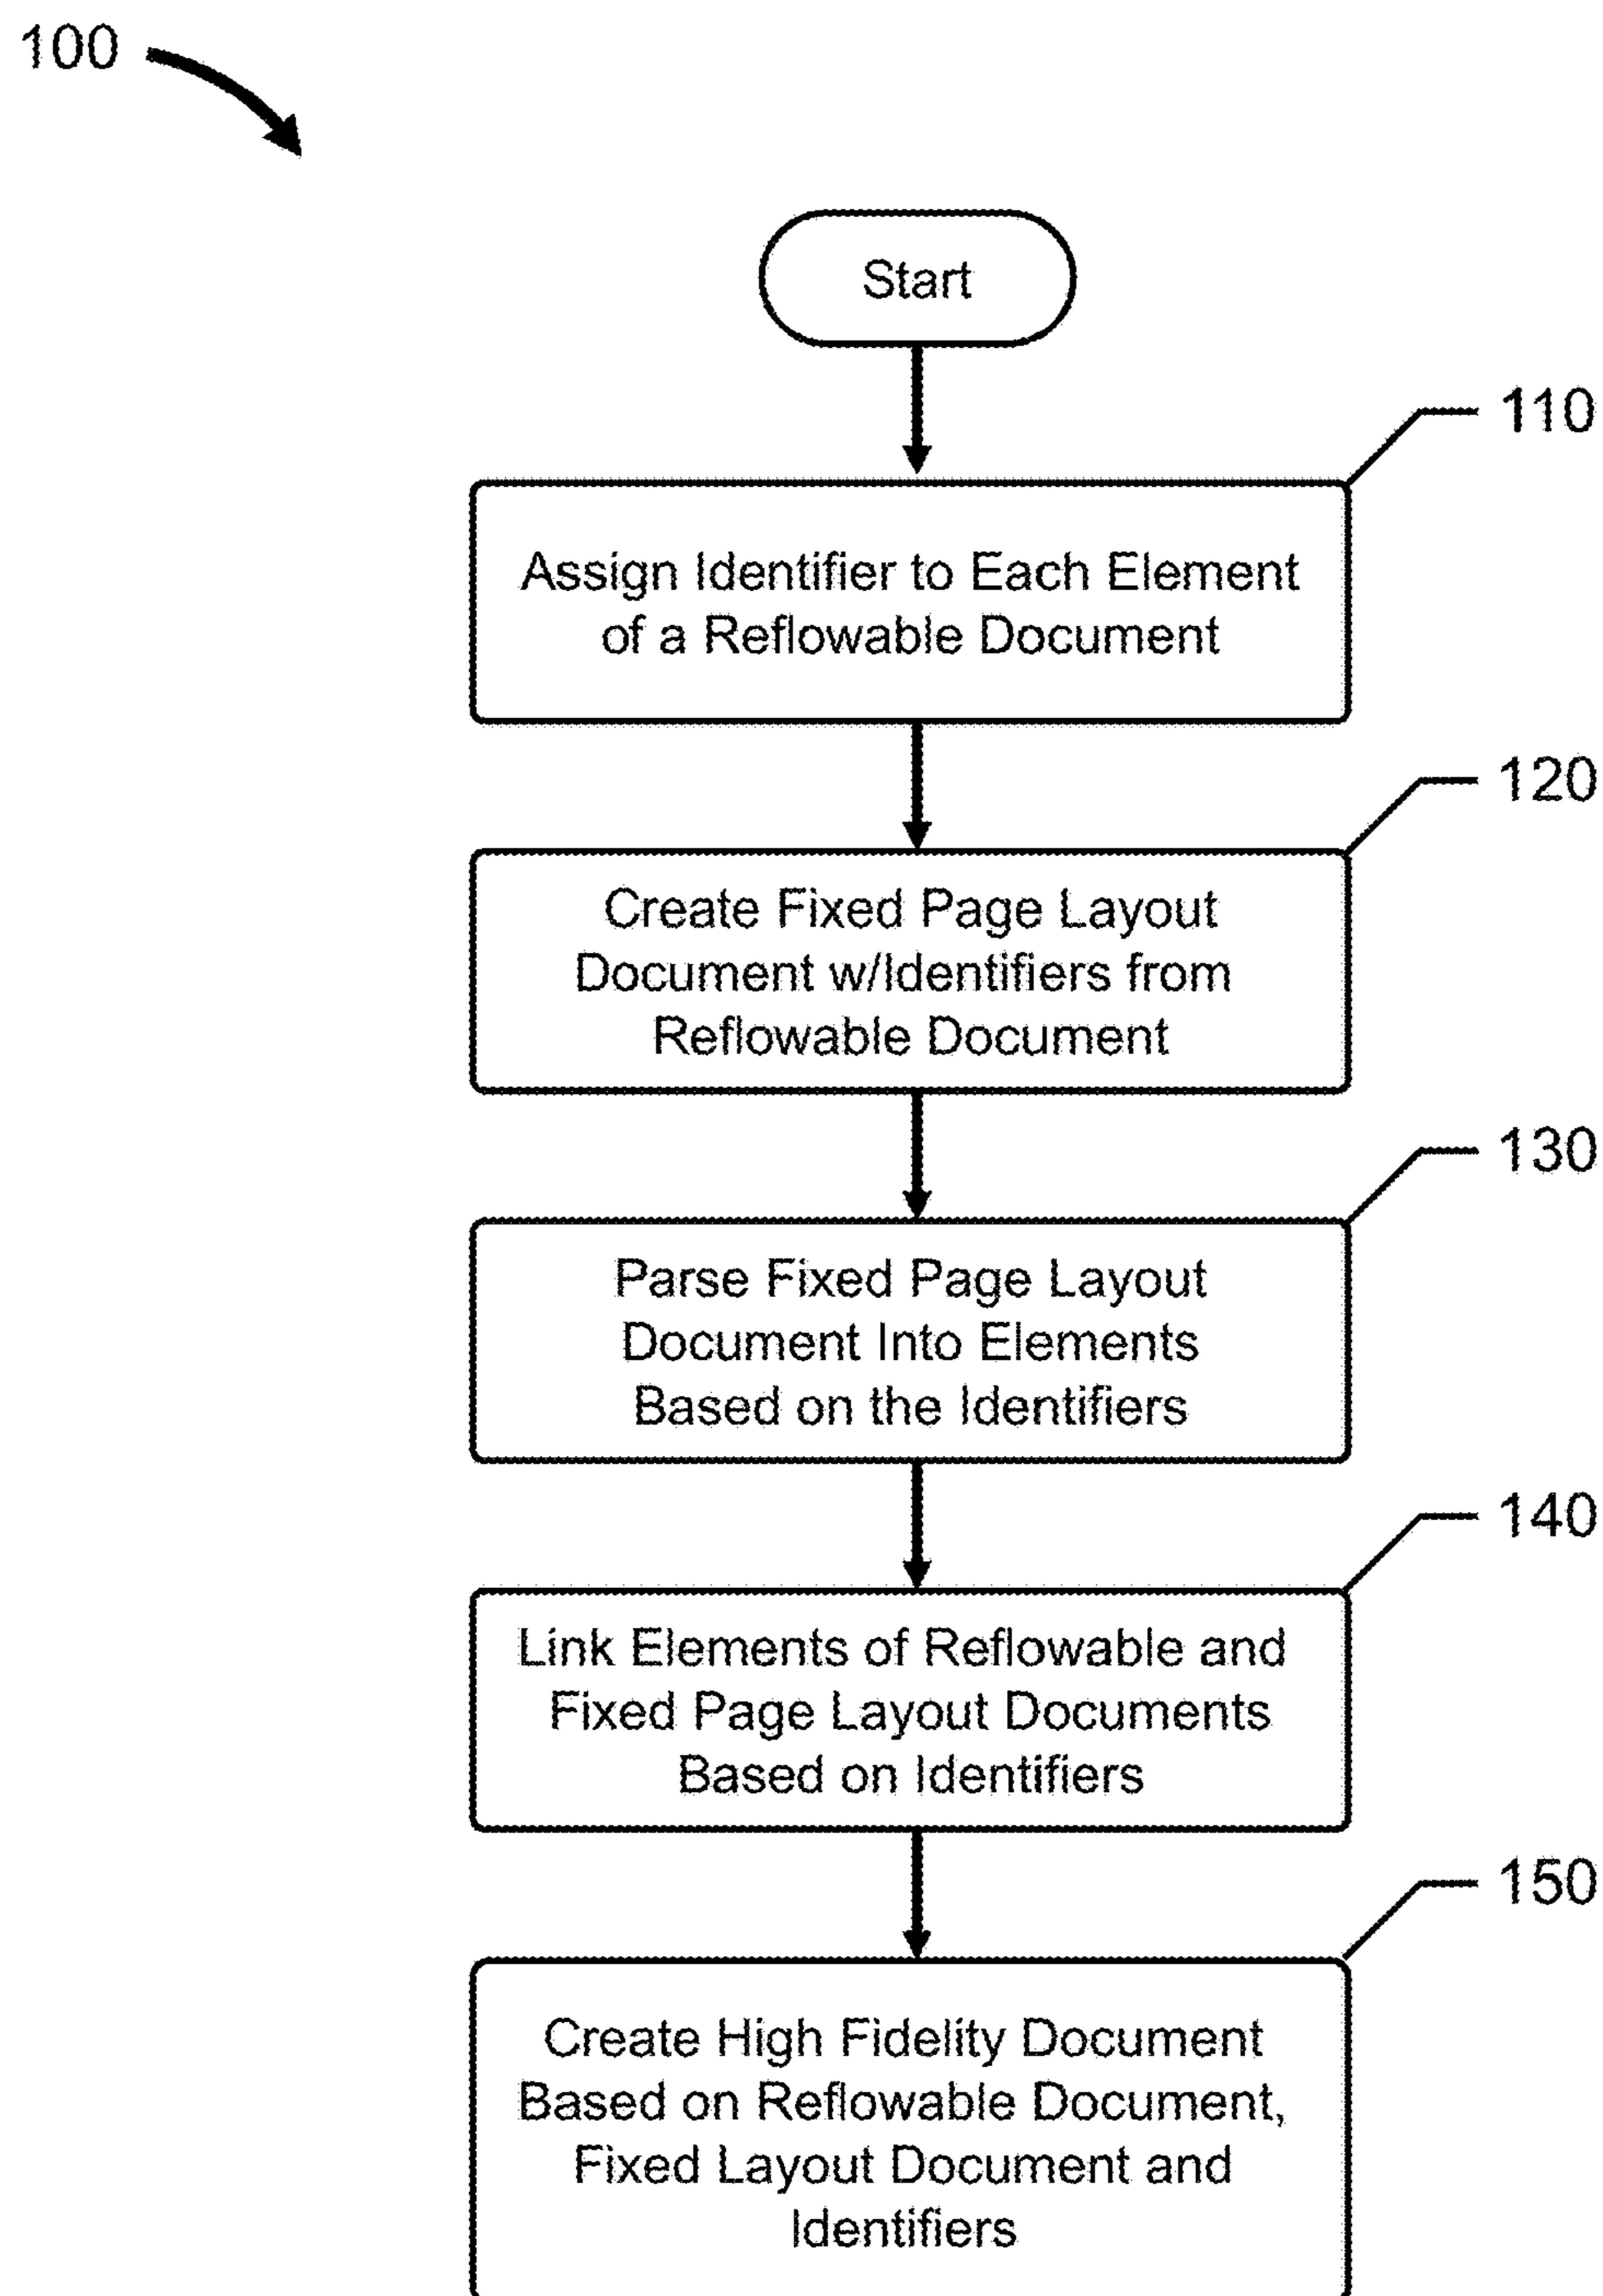 100
Start
110
Assign Identifier to Each Element
of a Reflowable Document
120
Create Fixed Page Layout
Document w/Identifiers from
Reflowable Document
130
Parse Fixed Page Layout
Document Into Elements
Based on the Identifiers
140
Link Elements of Reflowable and
Fixed Page Layout Documents
Based on Identifiers
150
Create High Fidelity Document
Based on Reflowable Document,
Fixed Layout Document and
Identifiers